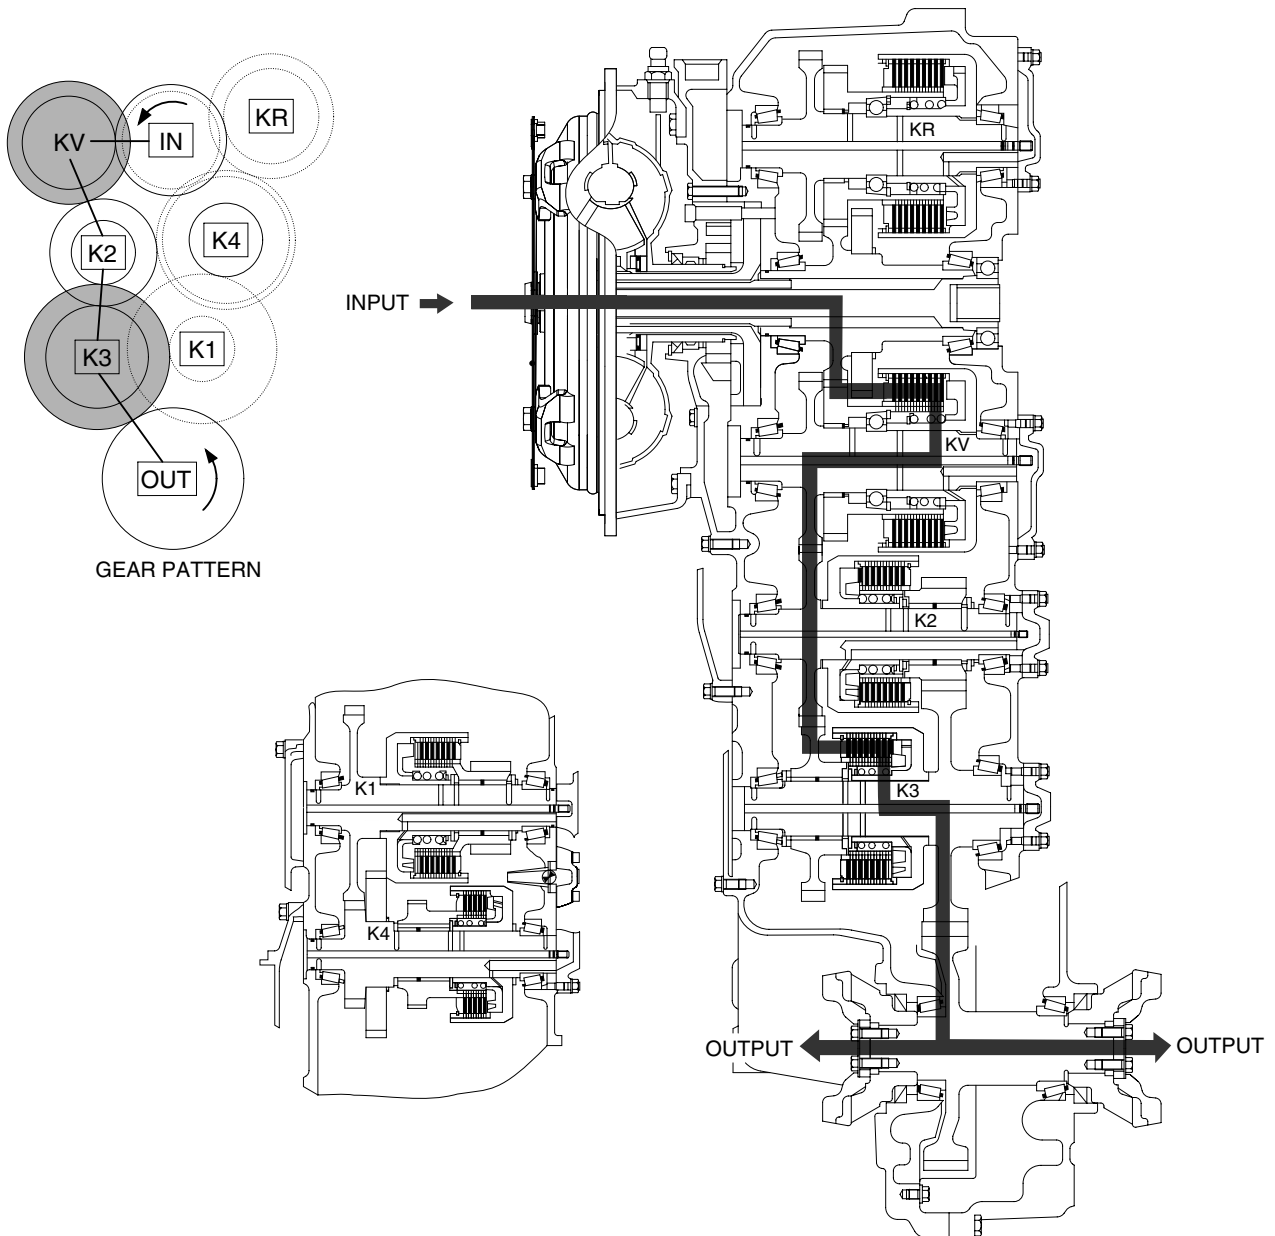 KV
IN
KR
K2
K4
K3
K1
OUT
GEAR PATTERN
INPUT
KR
KV
K2
K3
K1
K4
OUTPUT
OUTPUT